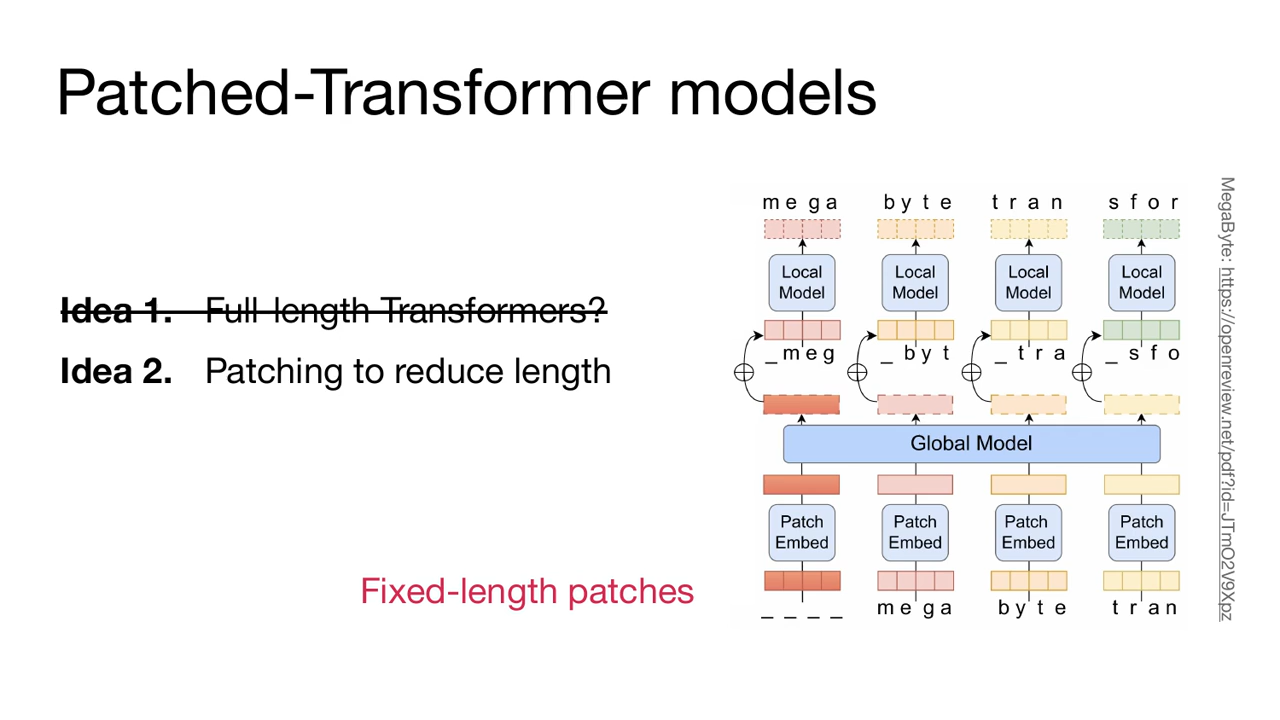 Patched-Transformer models
Idea 1. Full-length Transformers?
Idea 2. Patching to reduce length
Fixed-length patches
m e g a b y t e t r a n s f o r
Local Model Local Model Local Model Local Model
_ m e g _ b y t _ t r a _ s f o
Global Model
Patch Embed Patch Embed Patch Embed Patch Embed
_ _ _ _ m e g a b y t e t r a n
MegaByte: https://openreview.net/pdf?id=JTmO2V9Xpz